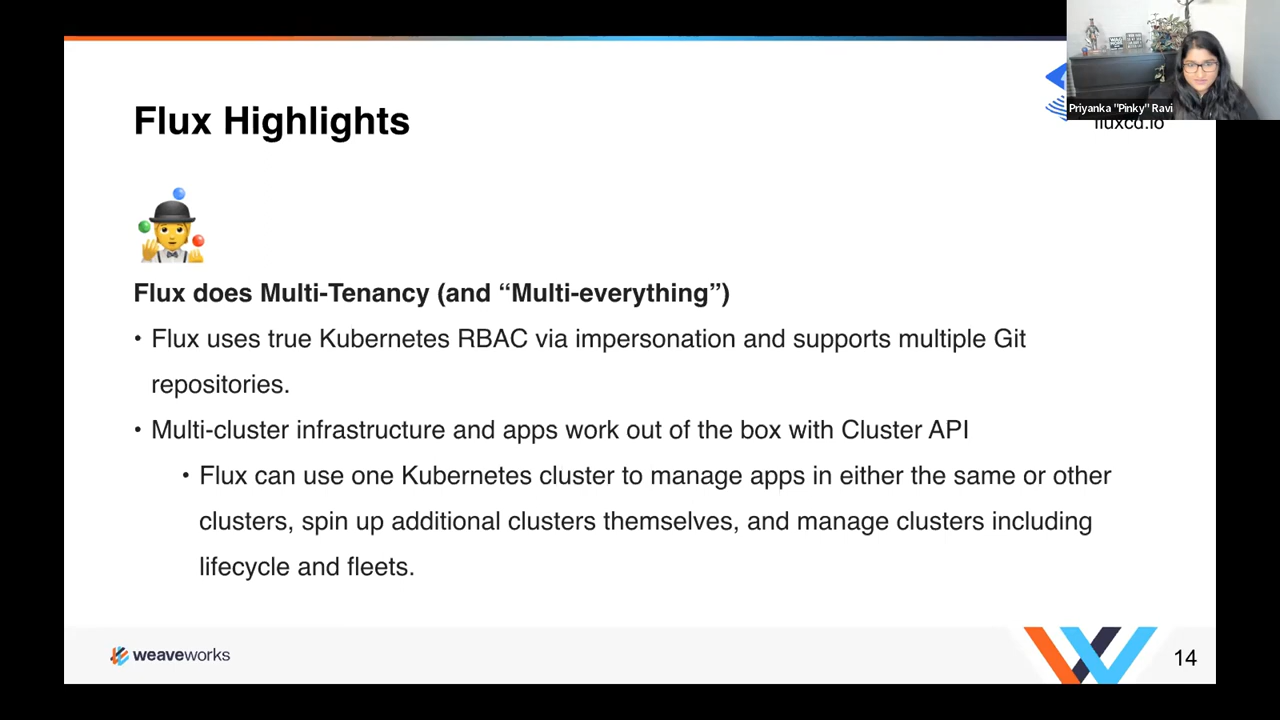 Flux Highlights
Priyanka "Pinky" Ravi
fluxcd.io
Flux does Multi-Tenancy (and “Multi-everything”)
• Flux uses true Kubernetes RBAC via impersonation and supports multiple Git
repositories.
• Multi-cluster infrastructure and apps work out of the box with Cluster API
• Flux can use one Kubernetes cluster to manage apps in either the same or other
clusters, spin up additional clusters themselves, and manage clusters including
lifecycle and fleets.
weaveworks
14